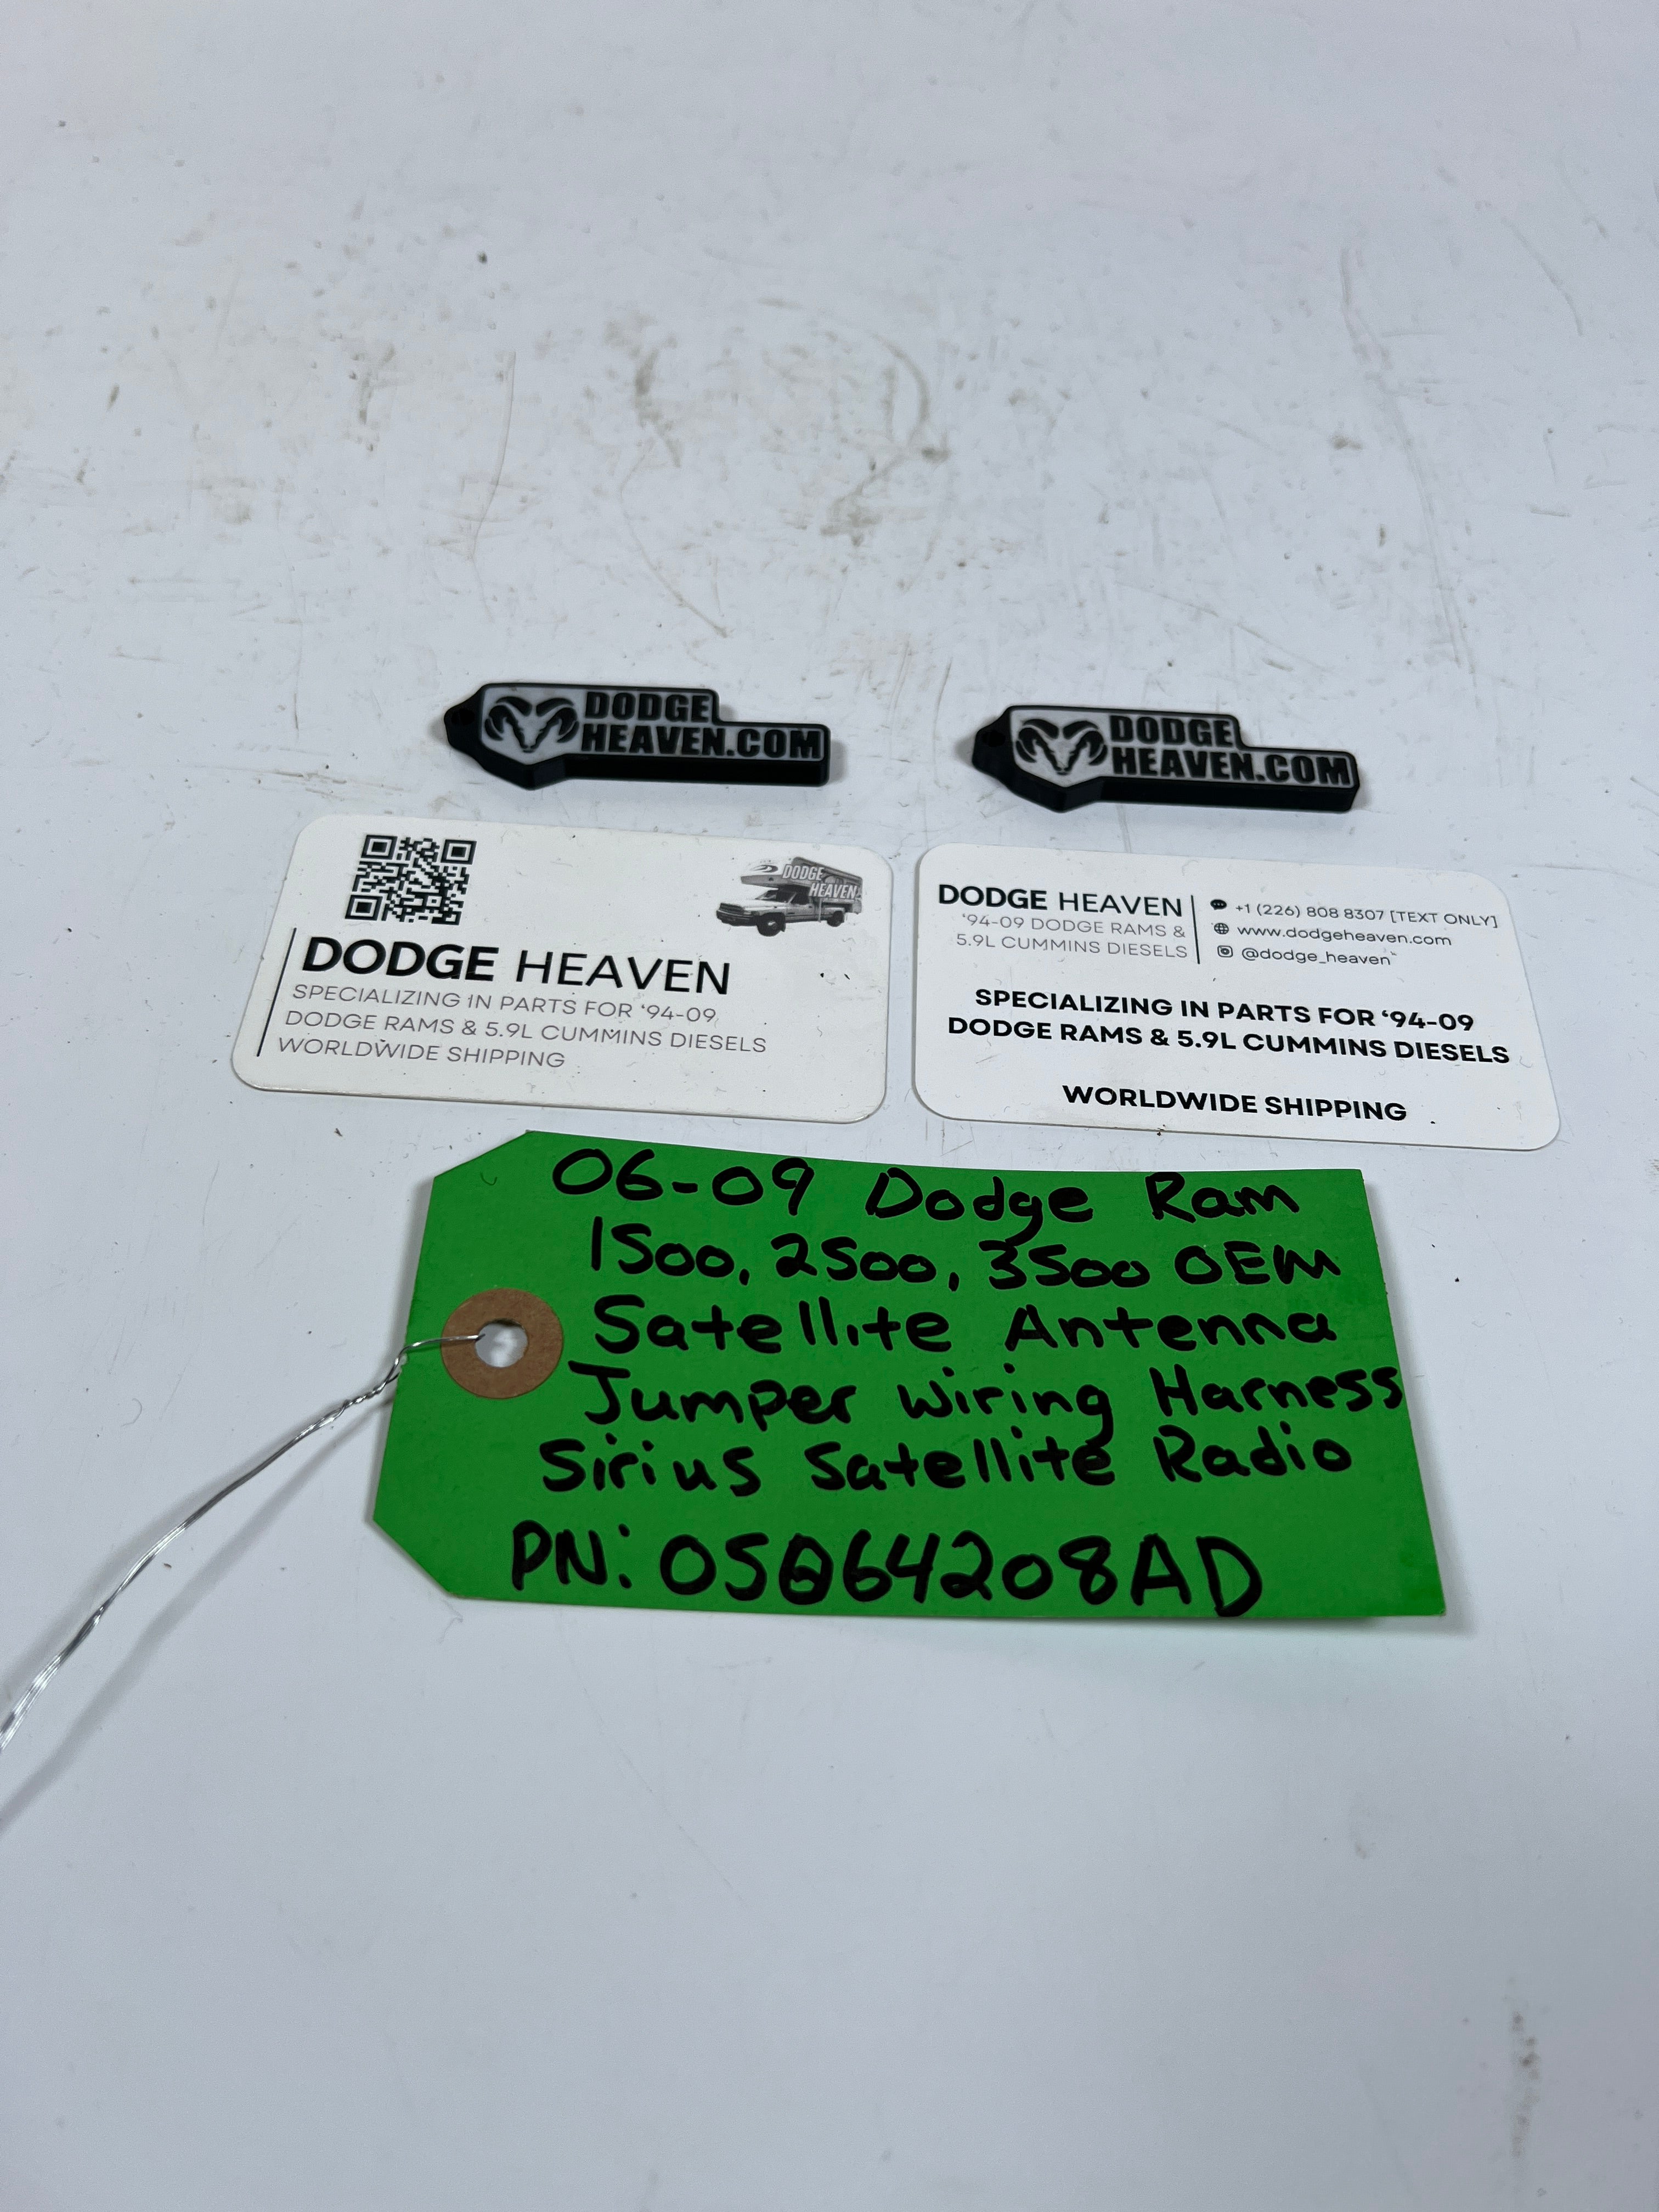 DODGE
HEAVEN.COM
DODGE
HEAVEN.COM
DODGE
HEAVEN
DODGE HEAVEN
SPECIALIZING IN PARTS FOR ‘94-09
DODGE RAMS & 5.9L CUMMINS DIESELS
WORLDWIDE SHIPPING
DODGE HEAVEN
‘94-09 DODGE RAMS &
5.9L CUMMINS DIESELS
+1 (226) 808 8307 [TEXT ONLY]
www.dodgeheaven.com
@dodge_heaven
SPECIALIZING IN PARTS FOR ‘94-09
DODGE RAMS & 5.9L CUMMINS DIESELS
WORLDWIDE SHIPPING
06-09 Dodge Ram
1500, 2500, 3500 OEM
Satellite Antenna
Jumper Wiring Harness
Sirius Satellite Radio
PN: 05064208AD